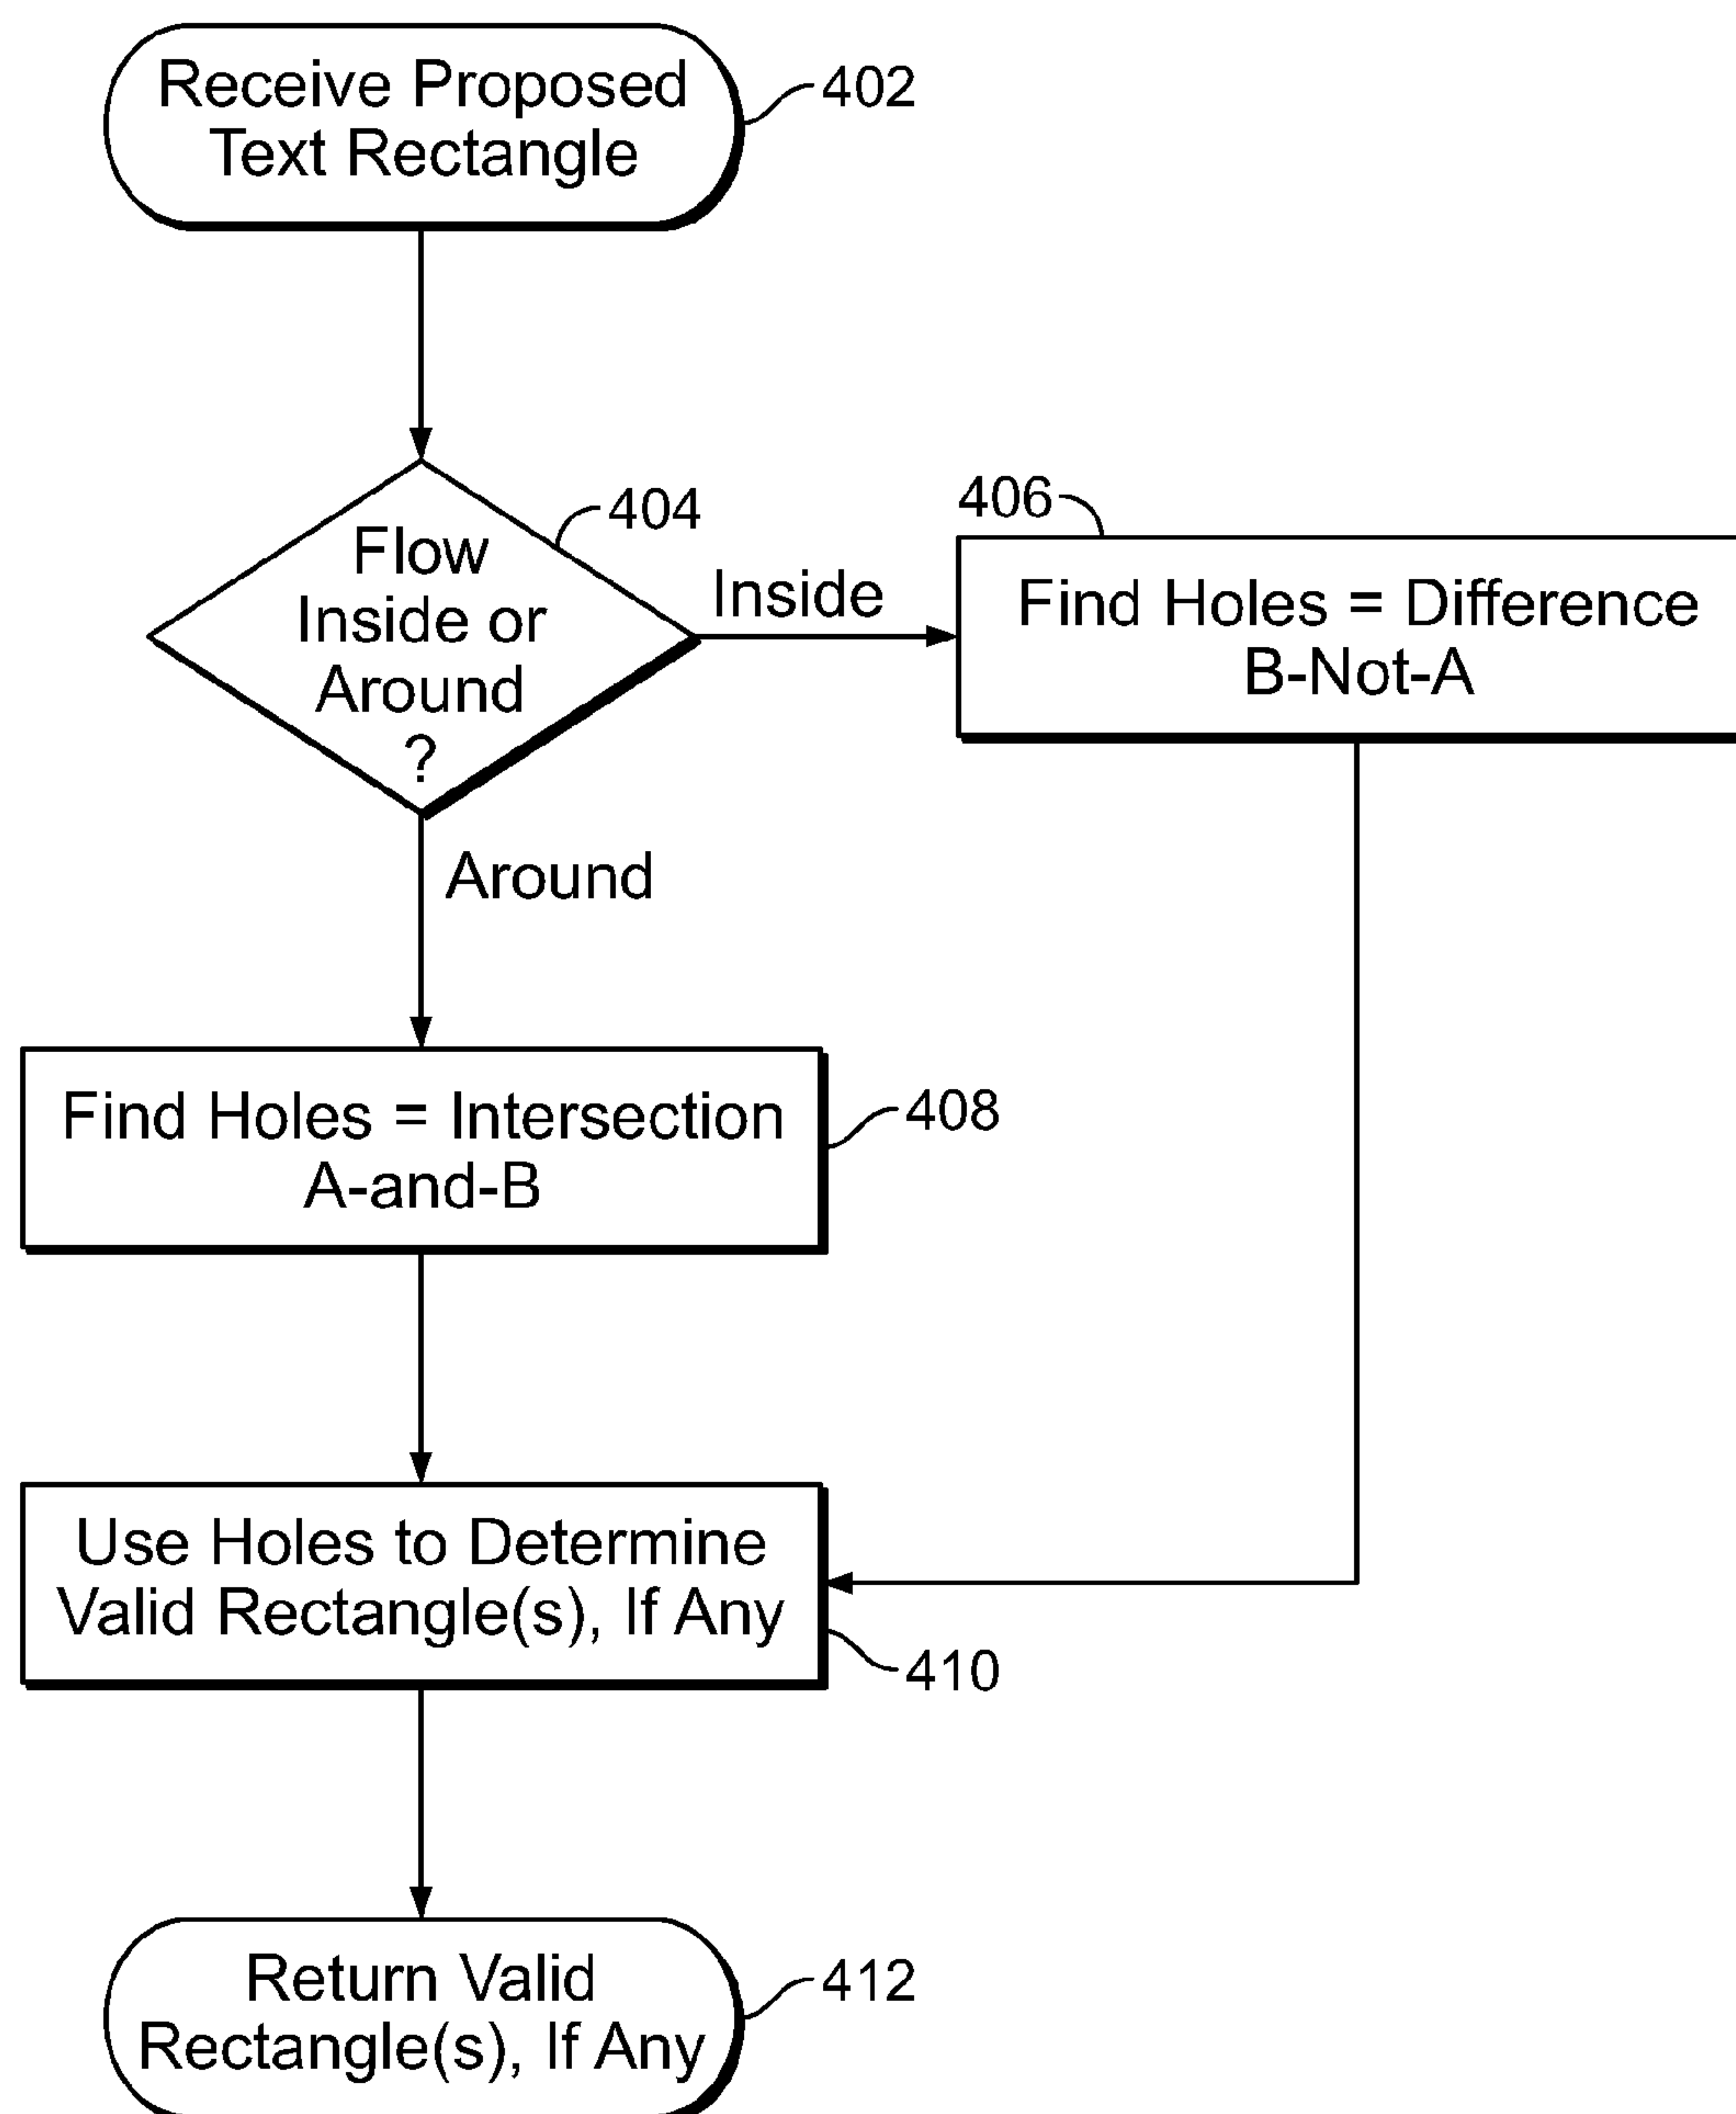 Receive Proposed
Text Rectangle
402
Flow
Inside or
Around
?
404
Inside
406
Find Holes = Difference
B-Not-A
Around
Find Holes = Intersection
A-and-B
408
Use Holes to Determine
Valid Rectangle(s), If Any
410
Return Valid
Rectangle(s), If Any
412